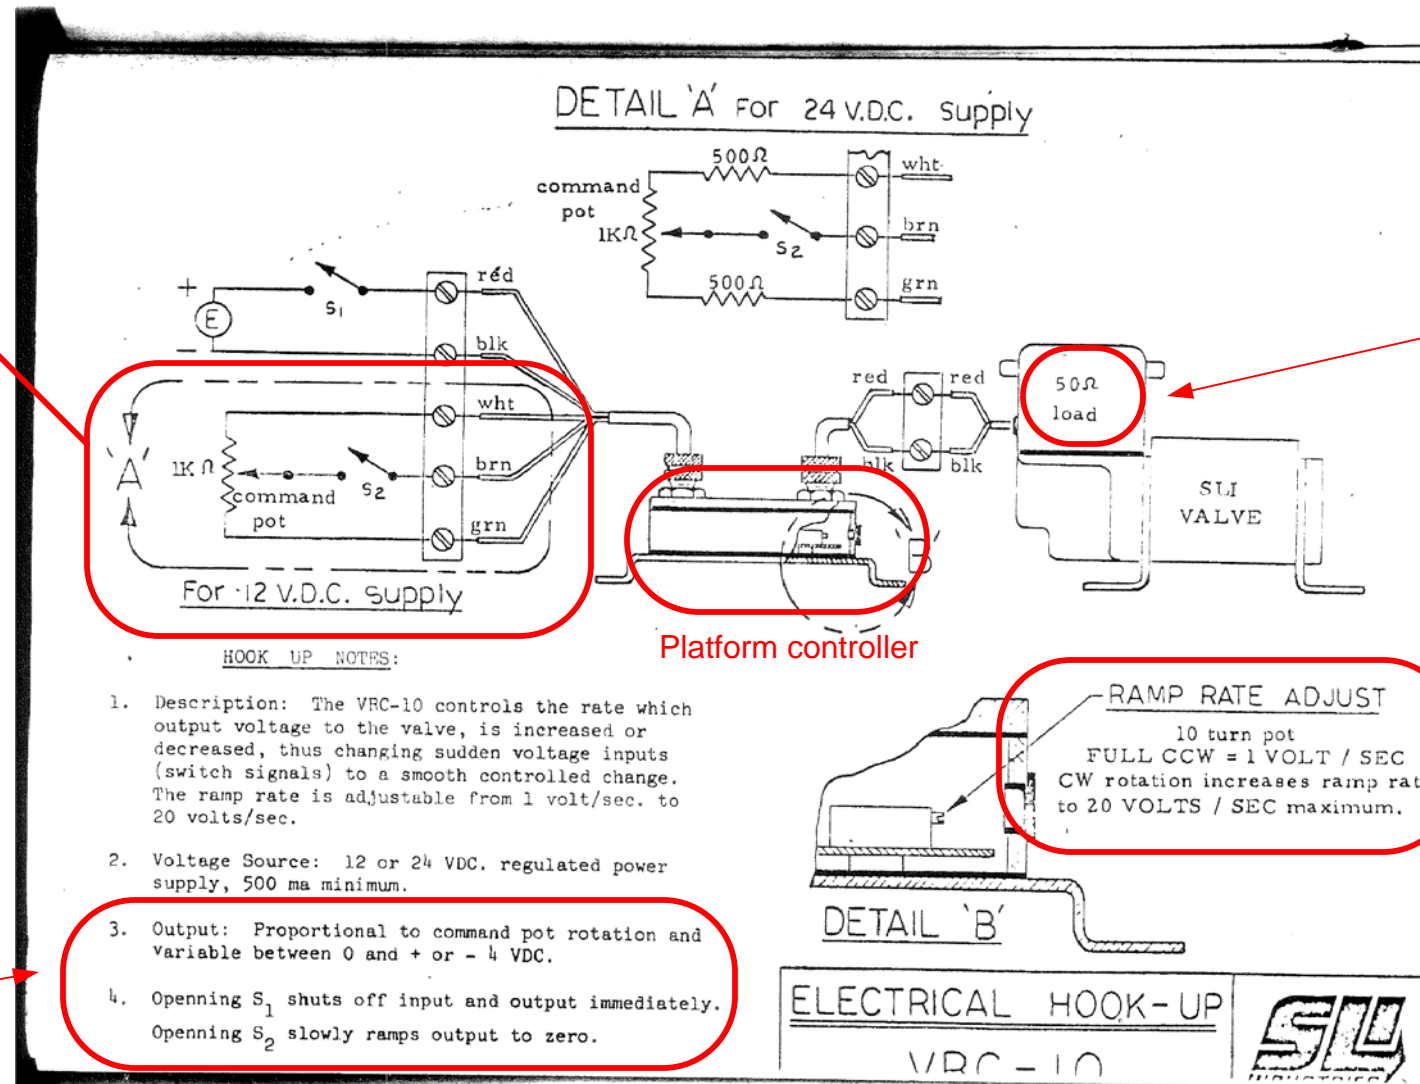 DETAIL 'A' For 24 V.D.C. Supply
500Ω
wht
command
pot
1KΩ
S2
brn
500Ω
grn
+
E
-
S1
red
blk
wht
A
1KΩ
command
pot
S2
brn
grn
For 12 V.D.C. Supply
red
red
blk
blk
50Ω
load
SLI
VALVE
Platform controller
HOOK UP NOTES:
1. Description: The VRC-10 controls the rate which
output voltage to the valve, is increased or
decreased, thus changing sudden voltage inputs
(switch signals) to a smooth controlled change.
The ramp rate is adjustable from 1 volt/sec. to
20 volts/sec.
2. Voltage Source: 12 or 24 VDC. regulated power
supply, 500 ma minimum.
3. Output: Proportional to command pot rotation and
Variable between 0 and + or - 4 VDC.
4. Openning S1 shuts off input and output immediately.
Openning S2 slowly ramps output to zero.
RAMP RATE ADJUST
10 turn pot
FULL CCW = 1 VOLT / SEC
CW rotation increases ramp rat
to 20 VOLTS / SEC maximum.
DETAIL 'B'
ELECTRICAL HOOK-UP
VRC-10
SLI